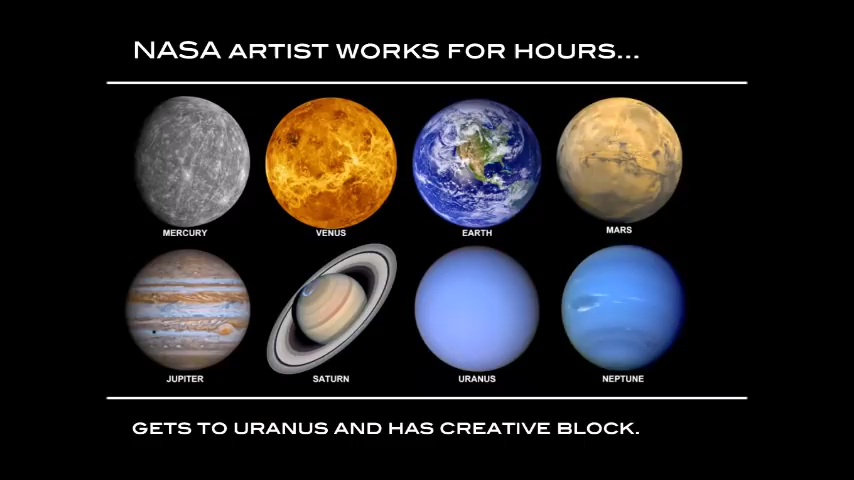 NASA ARTIST WORKS FOR HOURS...
MERCURY
VENUS
EARTH
MARS
JUPITER
SATURN
URANUS
NEPTUNE
GETS TO URANUS AND HAS CREATIVE BLOCK.